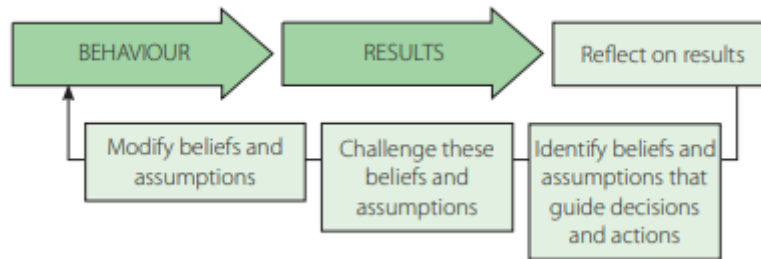 BEHAVIOUR
RESULTS
Reflect on results
Modify beliefs and
assumptions
Challenge these
beliefs and
assumptions
Identify beliefs and
assumptions that
guide decisions
and actions